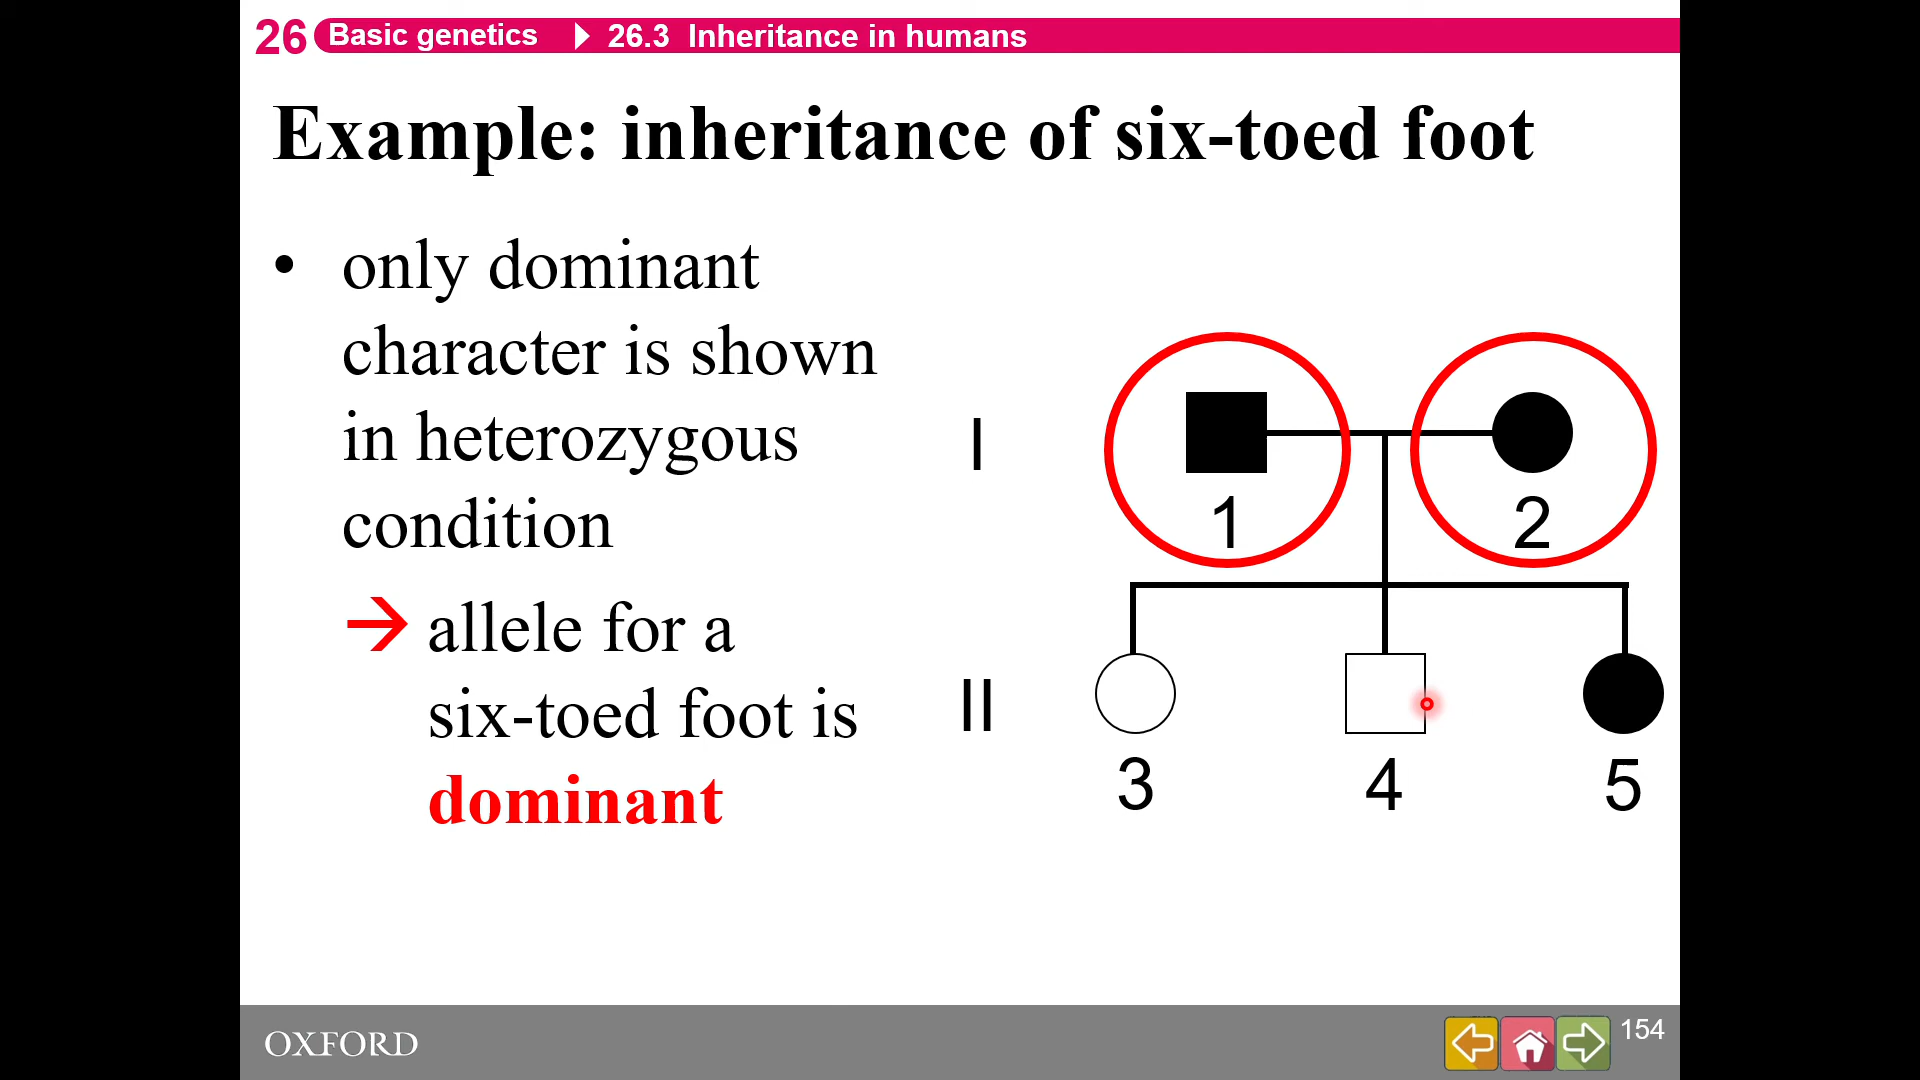 26 Basic genetics 26.3 Inheritance in humans
Example: inheritance of six-toed foot
• only dominant
character is shown
in heterozygous
condition
→ allele for a
six-toed foot is
dominant
I
1 2
II
3 4 5
OXFORD
154